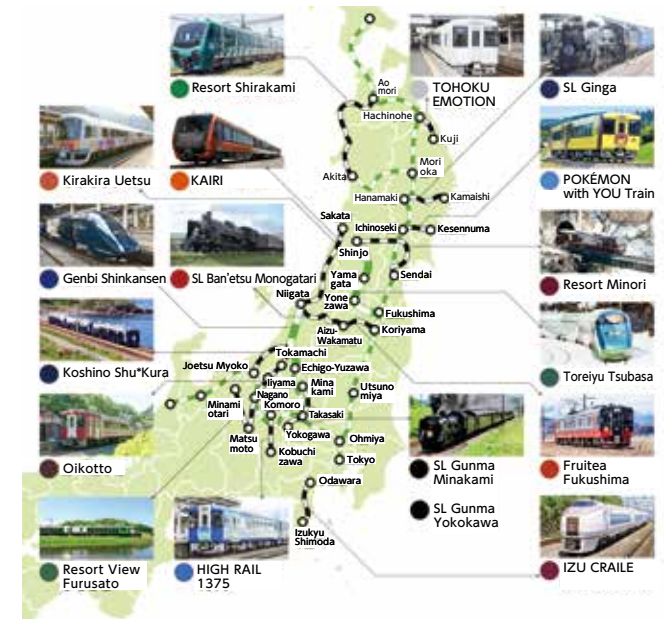 Resort Shirakami
TOHOKU
EMOTION
SL Ginga
Ao
mori
Hachinohe
Kuji
Kirakira Uetsu
KAIRI
Akita
Mori
oka
POKÉMON
with YOU Train
Hanamaki
Kamaishi
Sakata
Ichinoseki
Kesennuma
Shinjo
Genbi Shinkansen
SL Ban'etsu Monogatari
Yama
gata
Sendai
Resort Minori
Niigata
Yone
zawa
Fukushima
Aizu-
Wakamatu
Koriyama
Koshino Shu*Kura
Tokamachi
Joetsu Myoko
Echigo-Yuzawa
Toreiyu Tsubasa
Iiyama
Mina
kami
Utsuno
miya
Minami
otari
Nagano
Komoro
Takasaki
Matsu
moto
Yokogawa
Kobuchi
zawa
Ohmiya
Tokyo
Oikotto
SL Gunma
Minakami
Fruitea
Fukushima
Odawara
SL Gunma
Yokokawa
Izukyu
Shimoda
Resort View
Furusato
HIGH RAIL
1375
IZU CRAILE